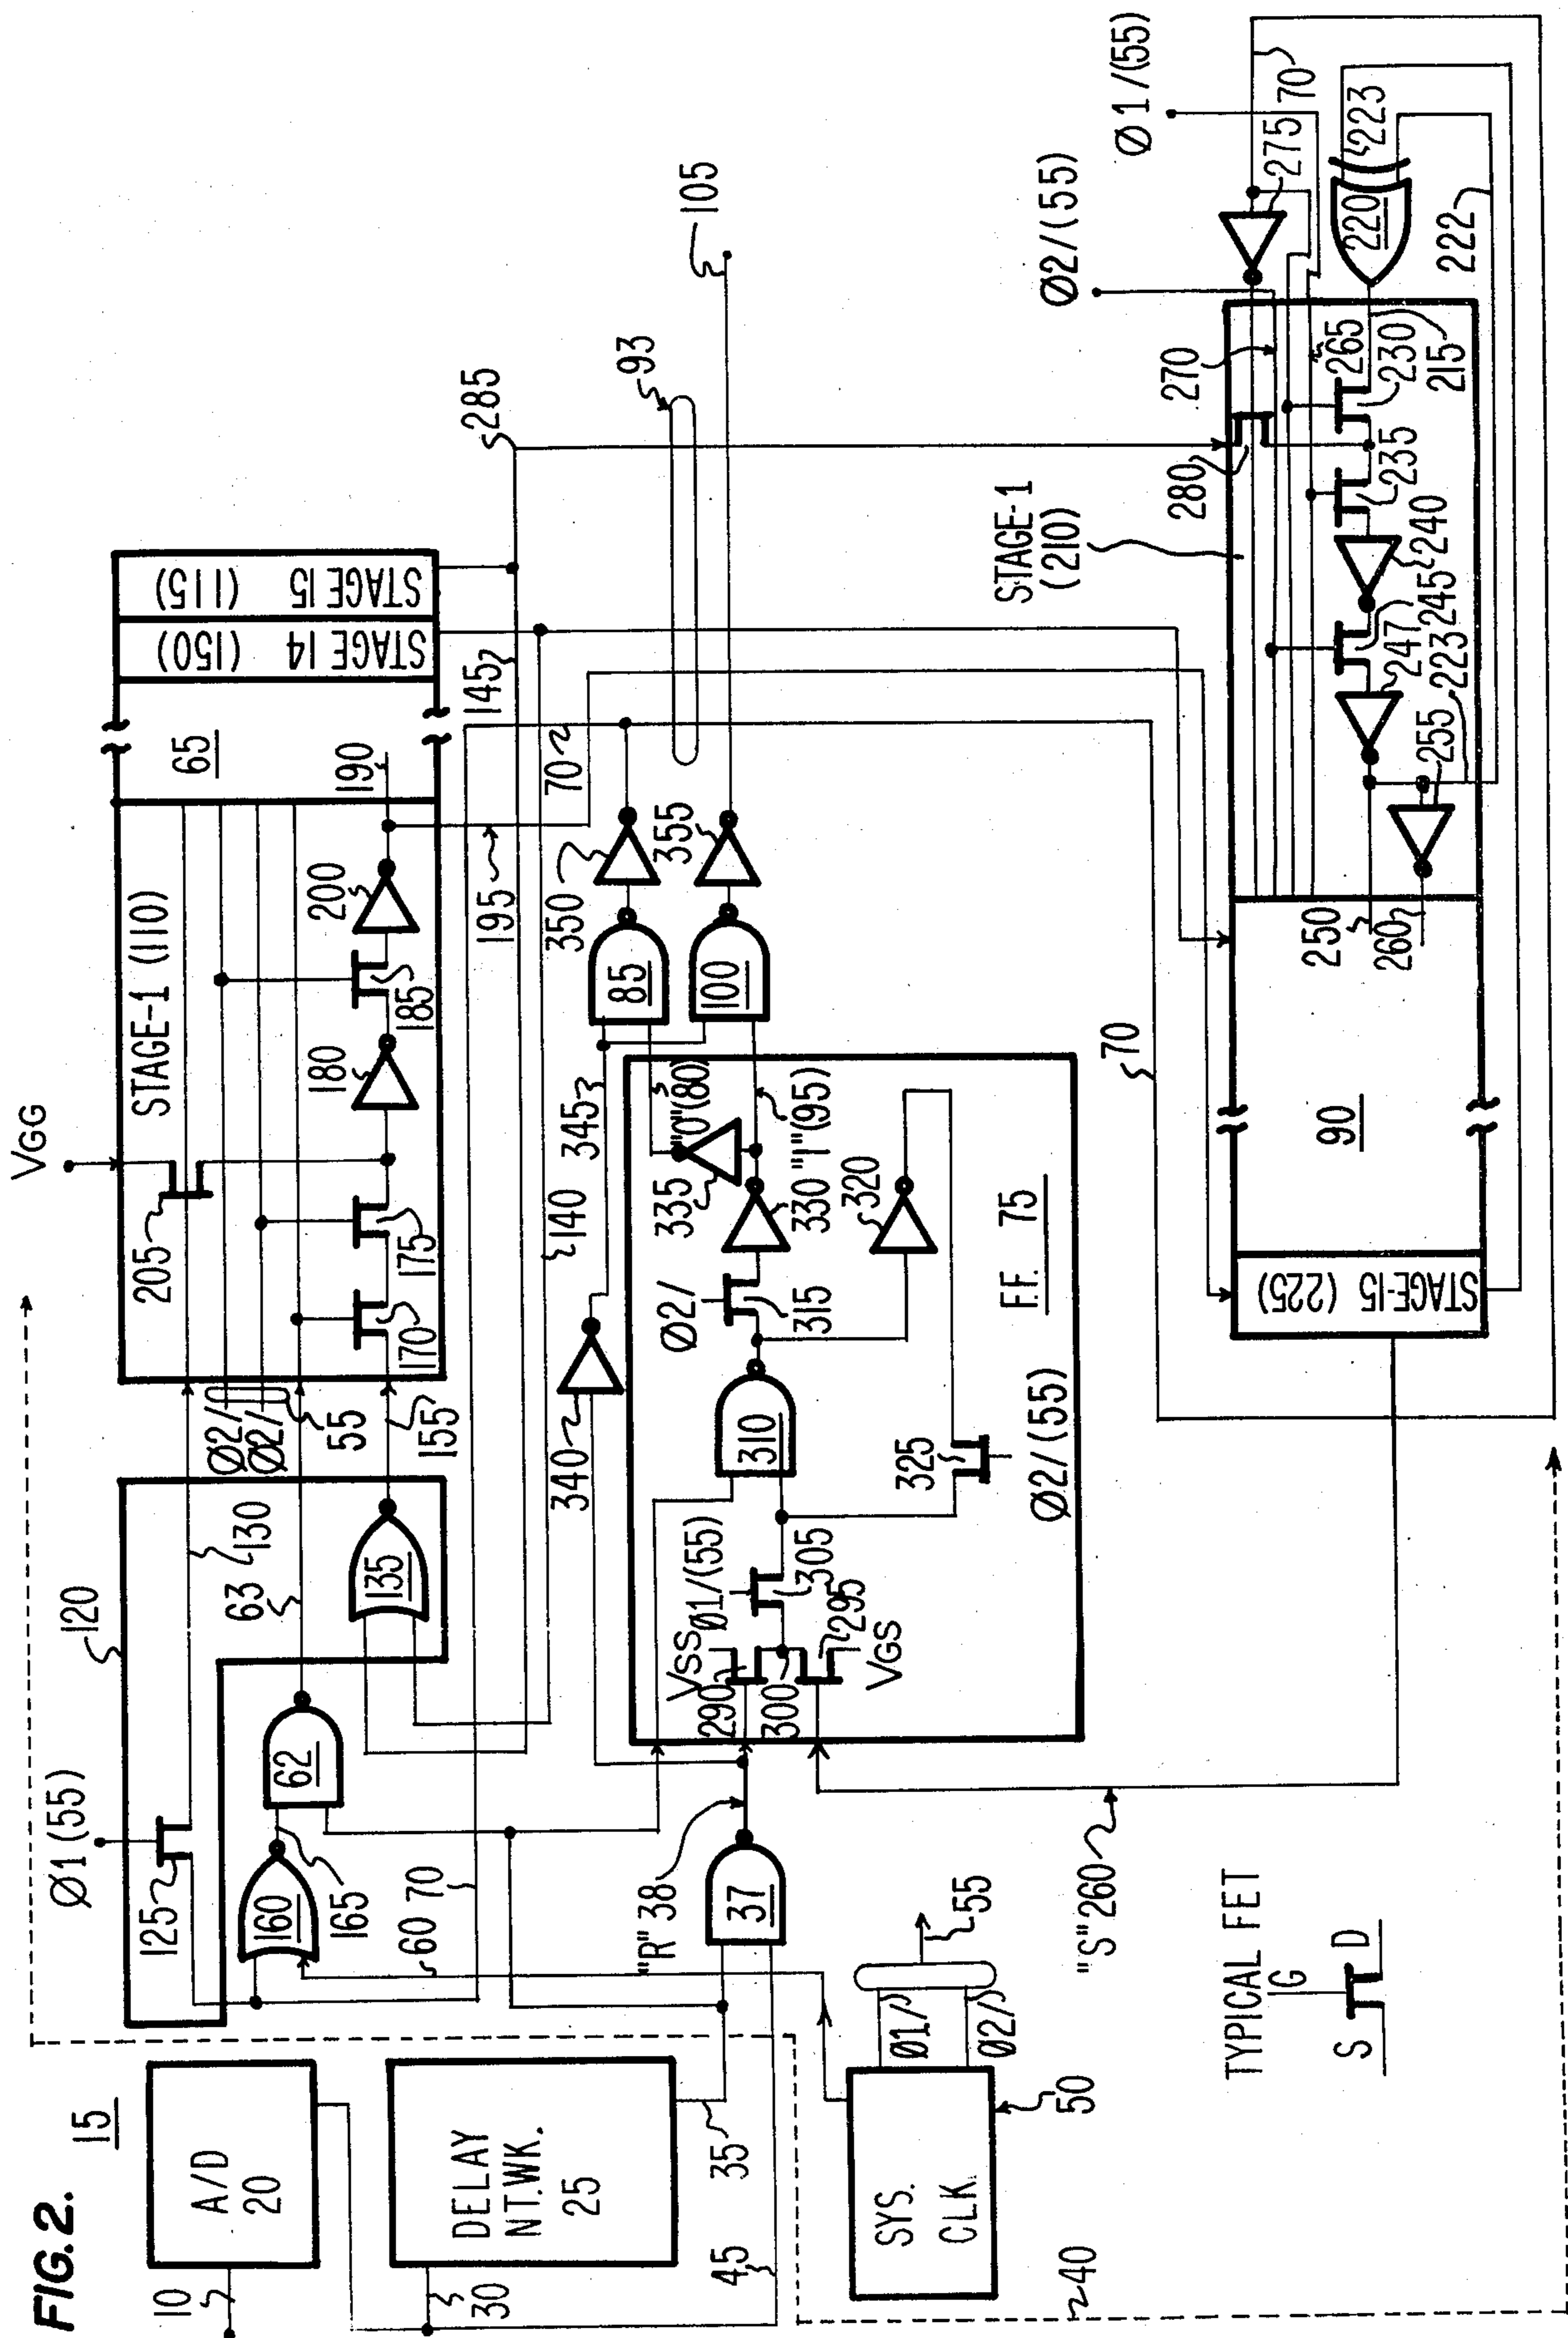 FIG. 2.
15
10
A/D
20
30
DELAY
NT.WK.
25
35
45
40
SYS.
CLK.
50
Ø1/
Ø2/
55
TYPICAL FET
G
S
D
120
Ø1(55)
125
130
160
165
62
63
60
70
135
155
Ø2/
Ø2/
55
VGG
205
STAGE-1 (110)
170
175
180
185
200
190
195
65
STAGE 14 (150)
STAGE 15 (115)
145
285
70
140
"R" 38
37
"S" 260
340
345
VSS
290
300
295
VGS
Ø1/(55)
305
310
Ø2/
315
325
Ø2/(55)
320
330
335
"0"(80)
"1"(95)
F.F. 75
85
100
350
355
93
105
70
90
STAGE-15 (225)
STAGE-1
(210)
250
260
255
223
247
245
240
235
280
270
265
230
215
Ø2/(55)
Ø1/(55)
275
70
220
223
222